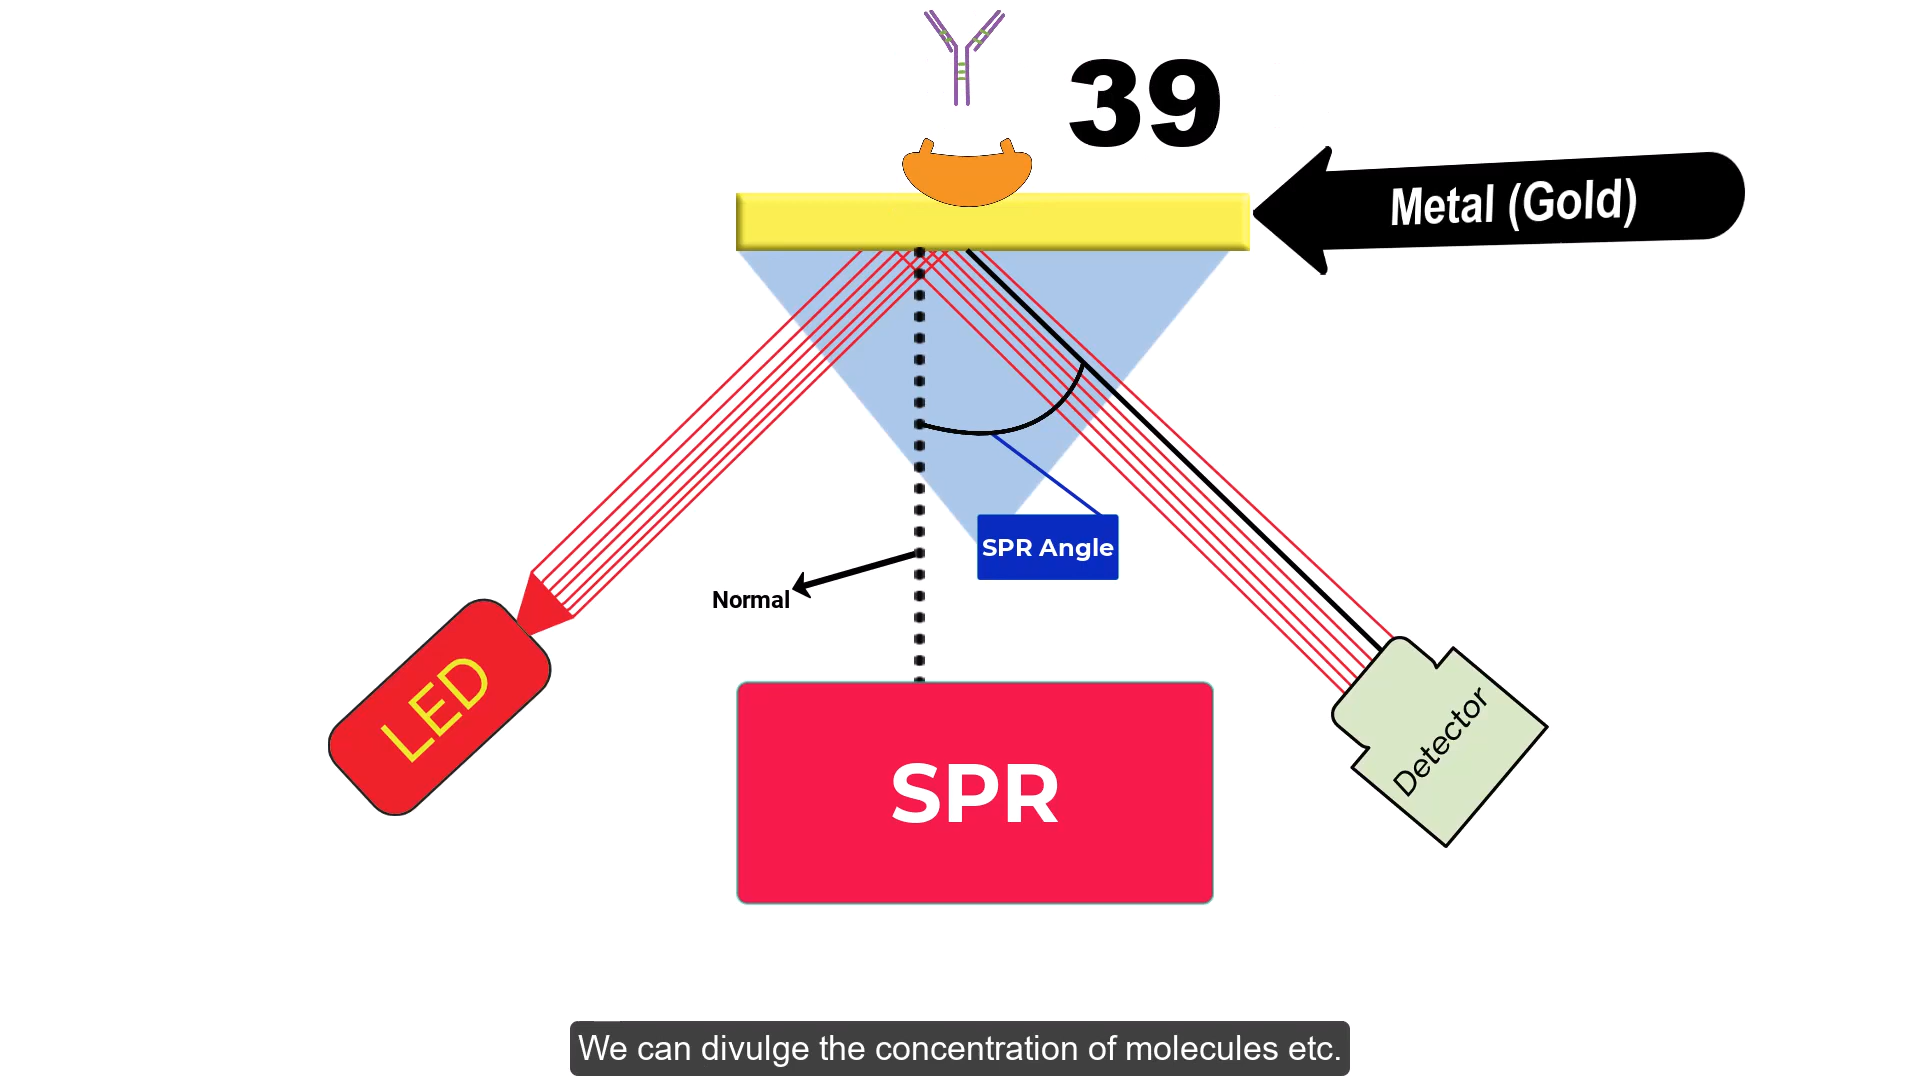 39
Metal (Gold)
SPR Angle
Normal
LED
Detector
SPR
We can divulge the concentration of molecules etc.